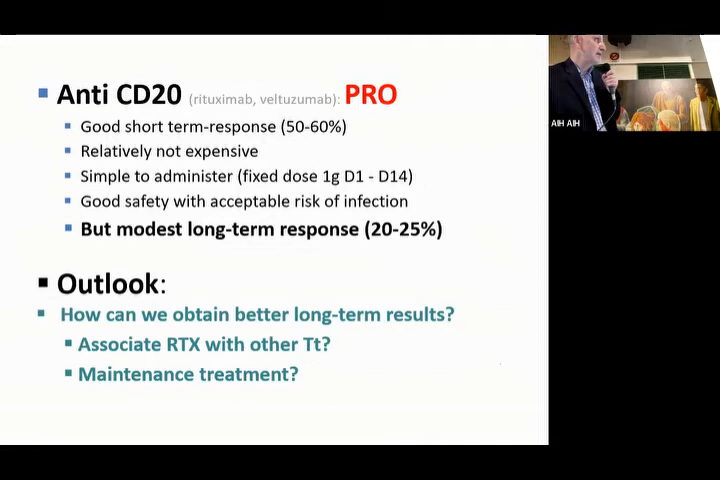 Anti CD20 (rituximab, veltuzumab): PRO
Good short term-response (50-60%)
Relatively not expensive
Simple to administer (fixed dose 1g D1 - D14)
Good safety with acceptable risk of infection
But modest long-term response (20-25%)
Outlook:
How can we obtain better long-term results?
Associate RTX with other Tt?
Maintenance treatment?
AIH AIH